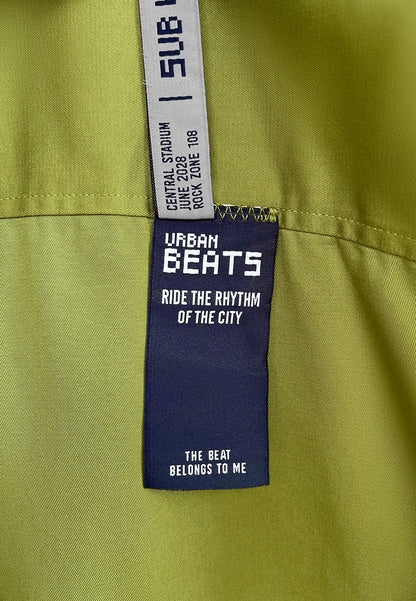 SUB
CENTRAL STADIUM
JUNE 2028
ROCK ZONE 108
URBAN
BEATS
RIDE THE RHYTHM
OF THE CITY
THE BEAT
BELONGS TO ME